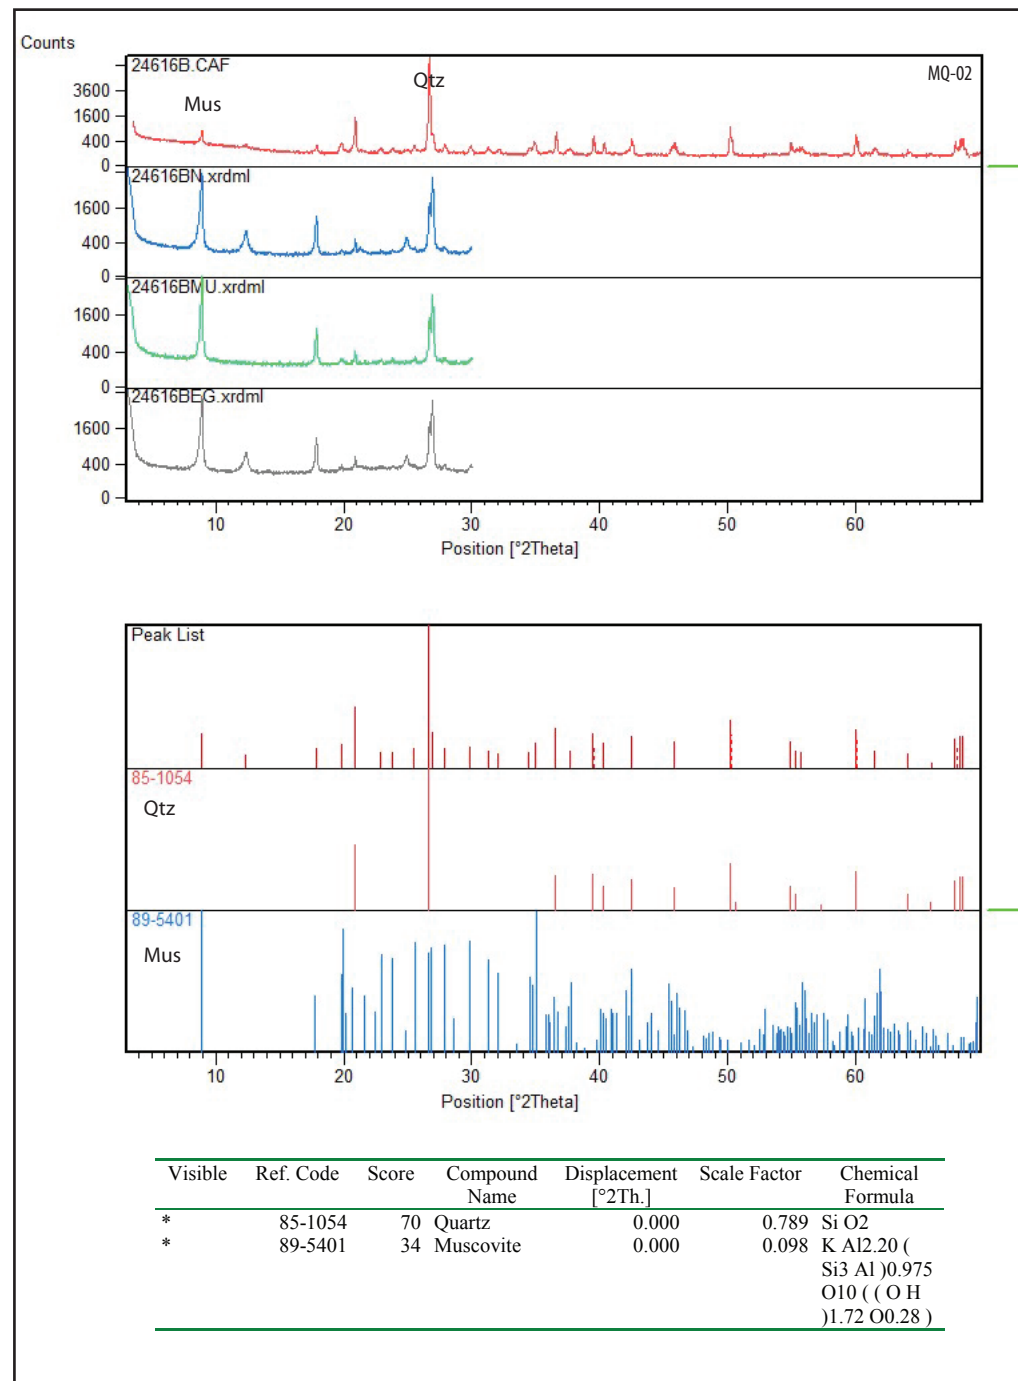 Counts
24616B.CAF
MQ-02
Qtz
Mus
3600
1600
400
0
24616BN.xrdml
1600
400
0
24616BMU.xrdml
1600
400
0
24616BEG.xrdml
1600
400
0
10 20 30 40 50 60
Position [°2Theta]
Peak List
85-1054
Qtz
89-5401
Mus
10 20 30 40 50 60
Position [°2Theta]
Visible Ref. Code Score Compound Displacement Scale Factor Chemical
Name [°2Th.] Formula
* 85-1054 70 Quartz 0.000 0.789 Si O2
* 89-5401 34 Muscovite 0.000 0.098 K Al2.20 (
Si3 Al )0.975
O10 ( ( O H
)1.72 O0.28 )